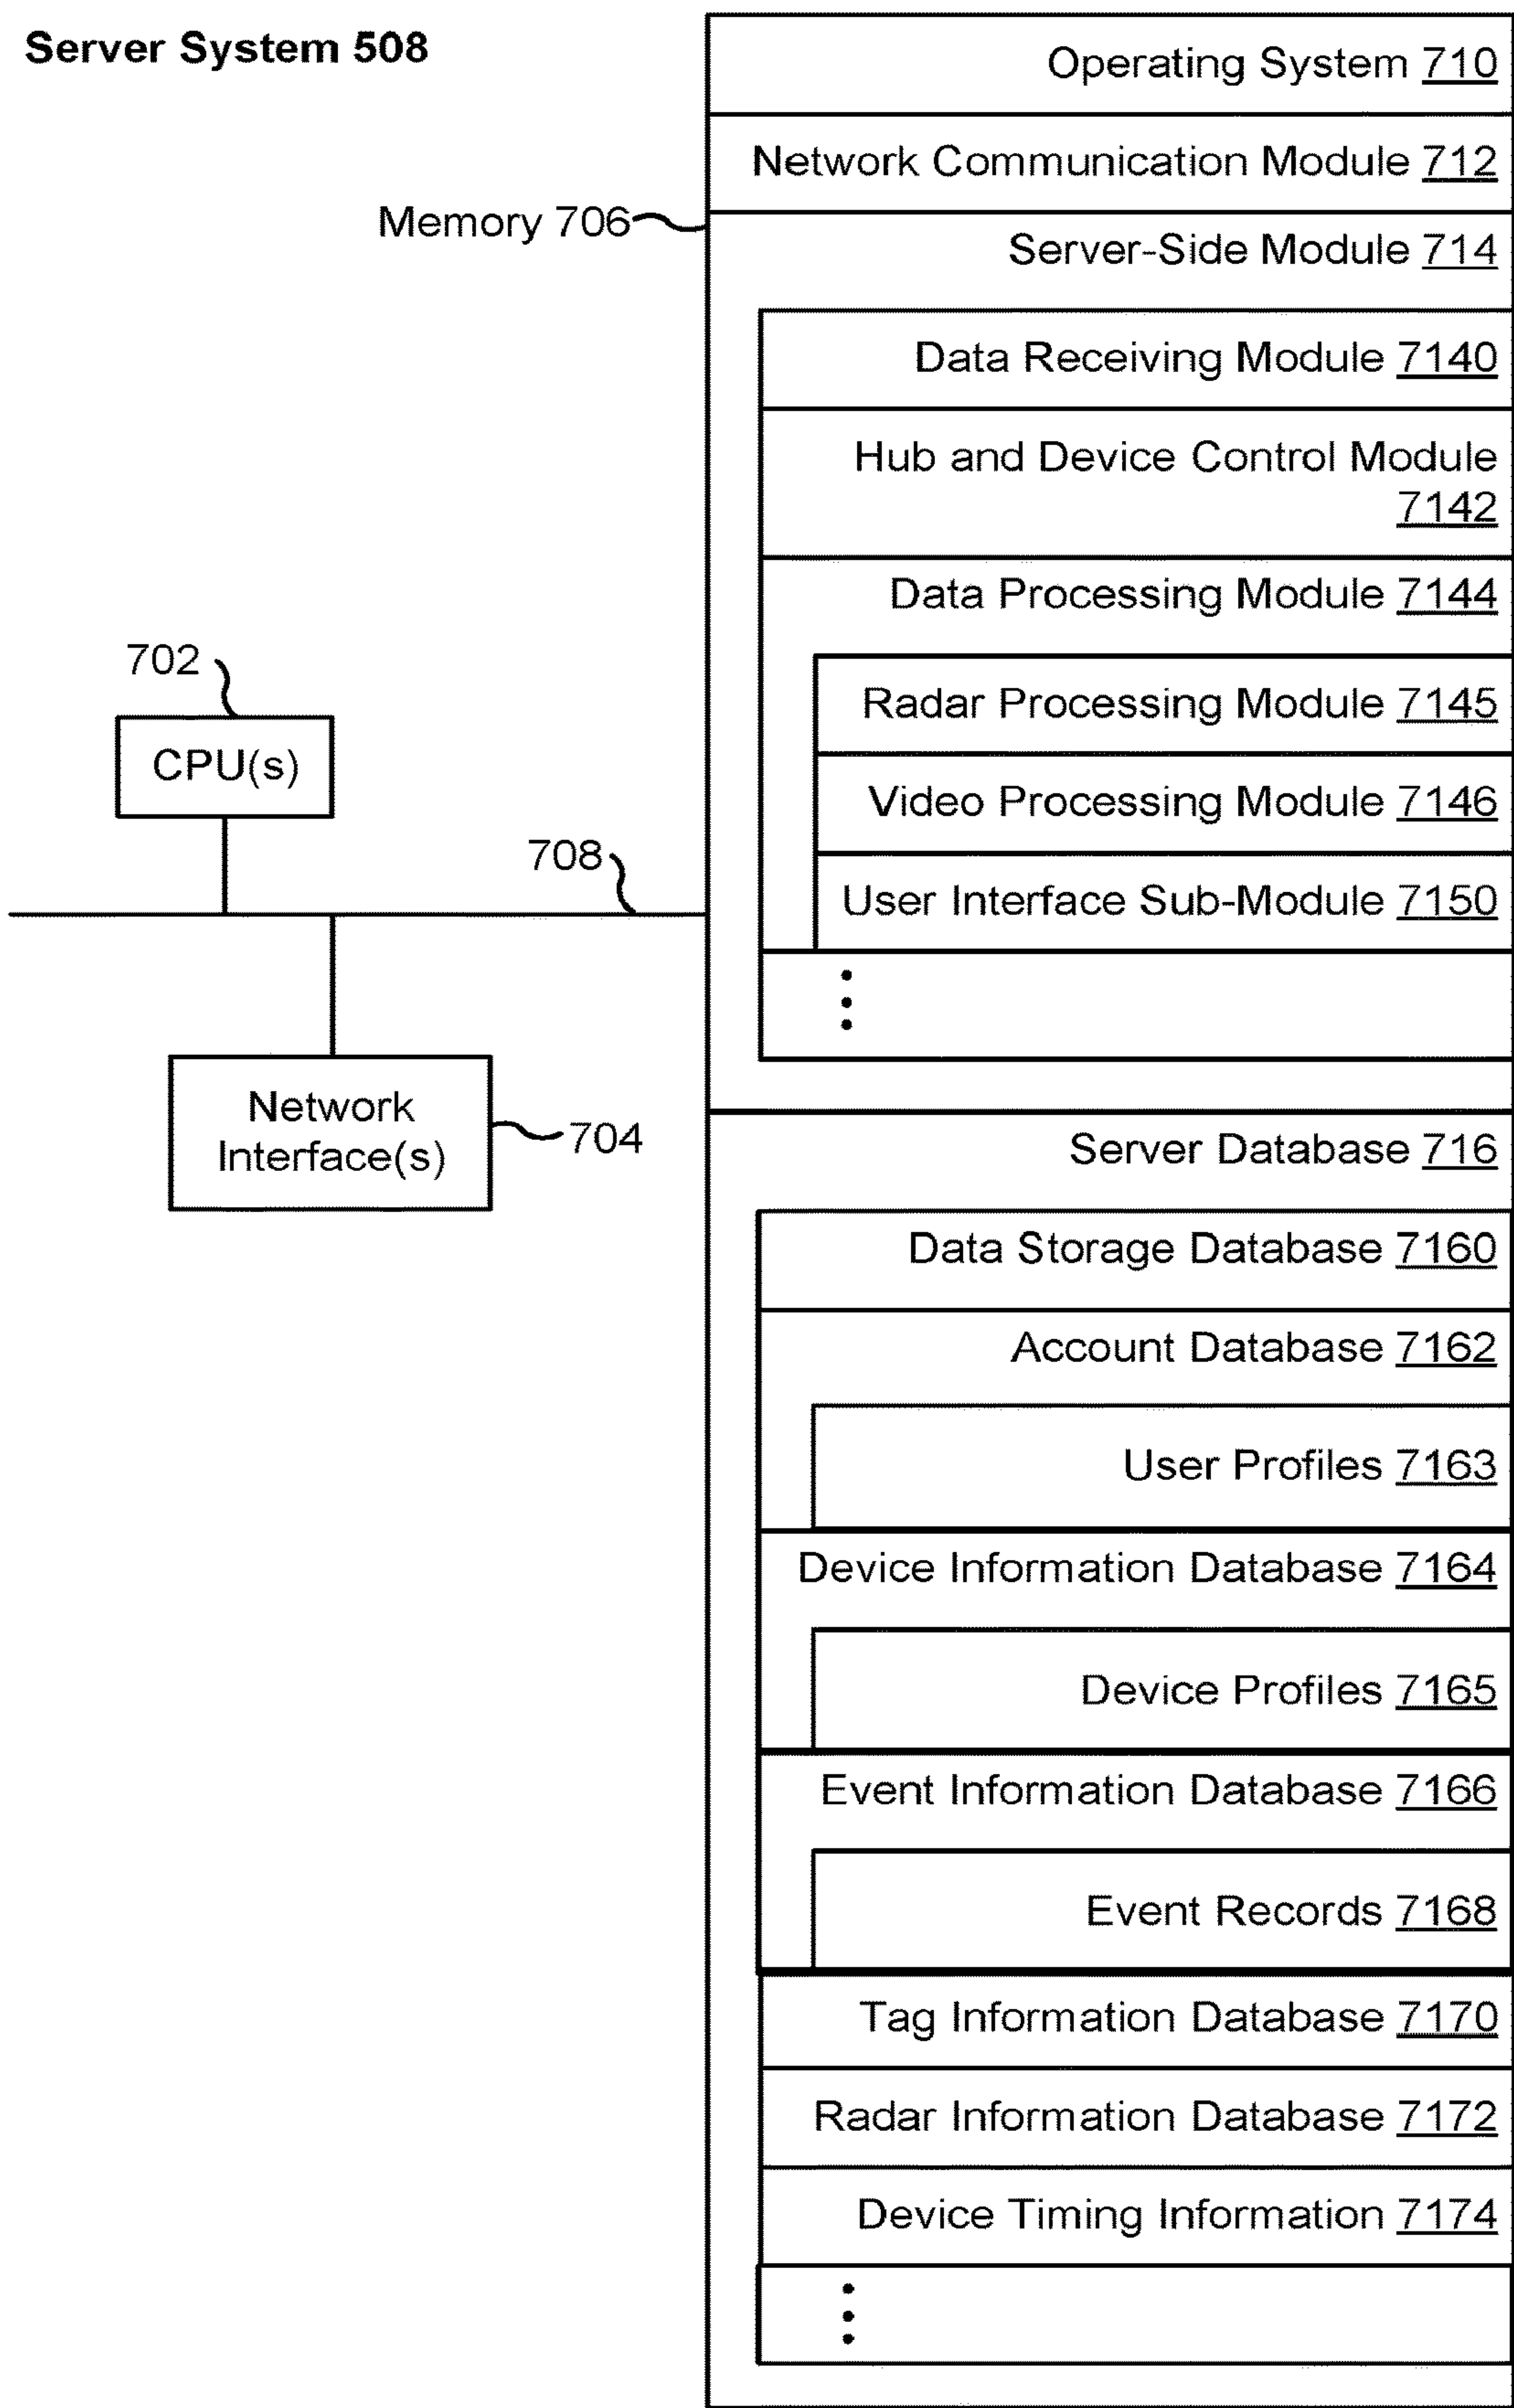 Server System 508
Operating System 710
Network Communication Module 712
Memory 706
Server-Side Module 714
Data Receiving Module 7140
Hub and Device Control Module
7142
Data Processing Module 7144
Radar Processing Module 7145
Video Processing Module 7146
User Interface Sub-Module 7150
702
CPU(s)
708
Network
Interface(s)
704
Server Database 716
Data Storage Database 7160
Account Database 7162
User Profiles 7163
Device Information Database 7164
Device Profiles 7165
Event Information Database 7166
Event Records 7168
Tag Information Database 7170
Radar Information Database 7172
Device Timing Information 7174